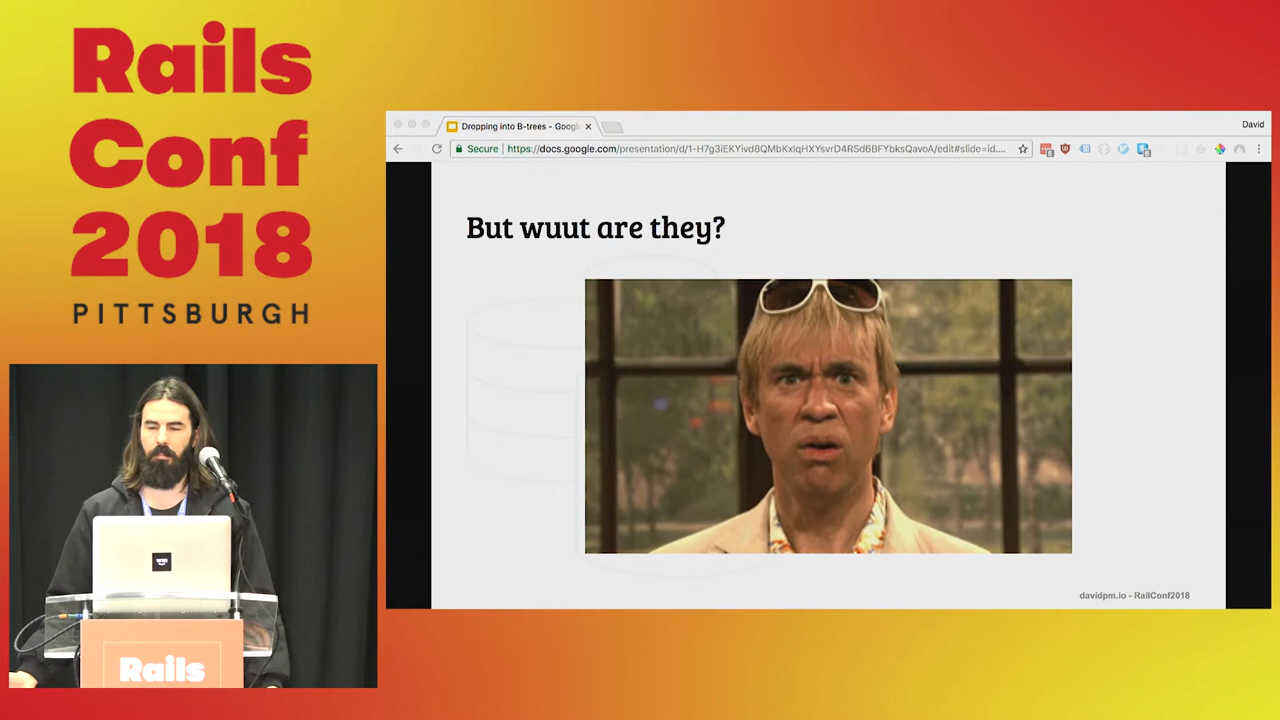 Rails
Conf
2018
PITTSBURGH
Dropping into B-trees - Googl
David
Secure
https://docs.google.com/presentation/d/1-H7g3iEKYivd8QMbKxlqHXYsvrD4RSd6BFYbksQavoA/edit#slide=id....
But wuut are they?
davidpm.io - RailConf2018
Rails